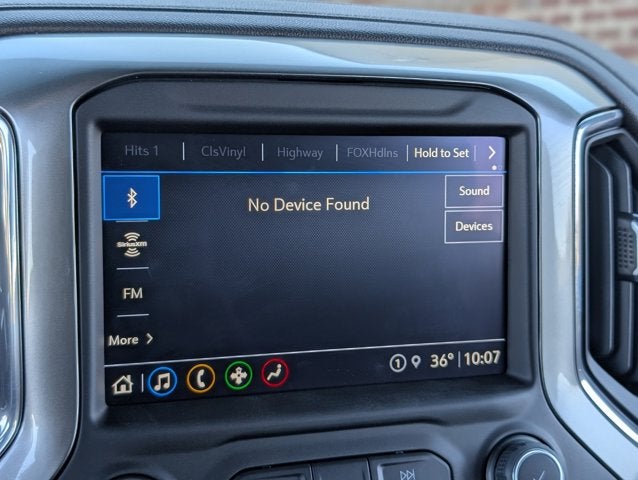 Hits 1 ClsVinyl Highway FOXHdlns Hold to Set
No Device Found
Sound
SiriusXM
Devices
FM
More
1 36° 10:07